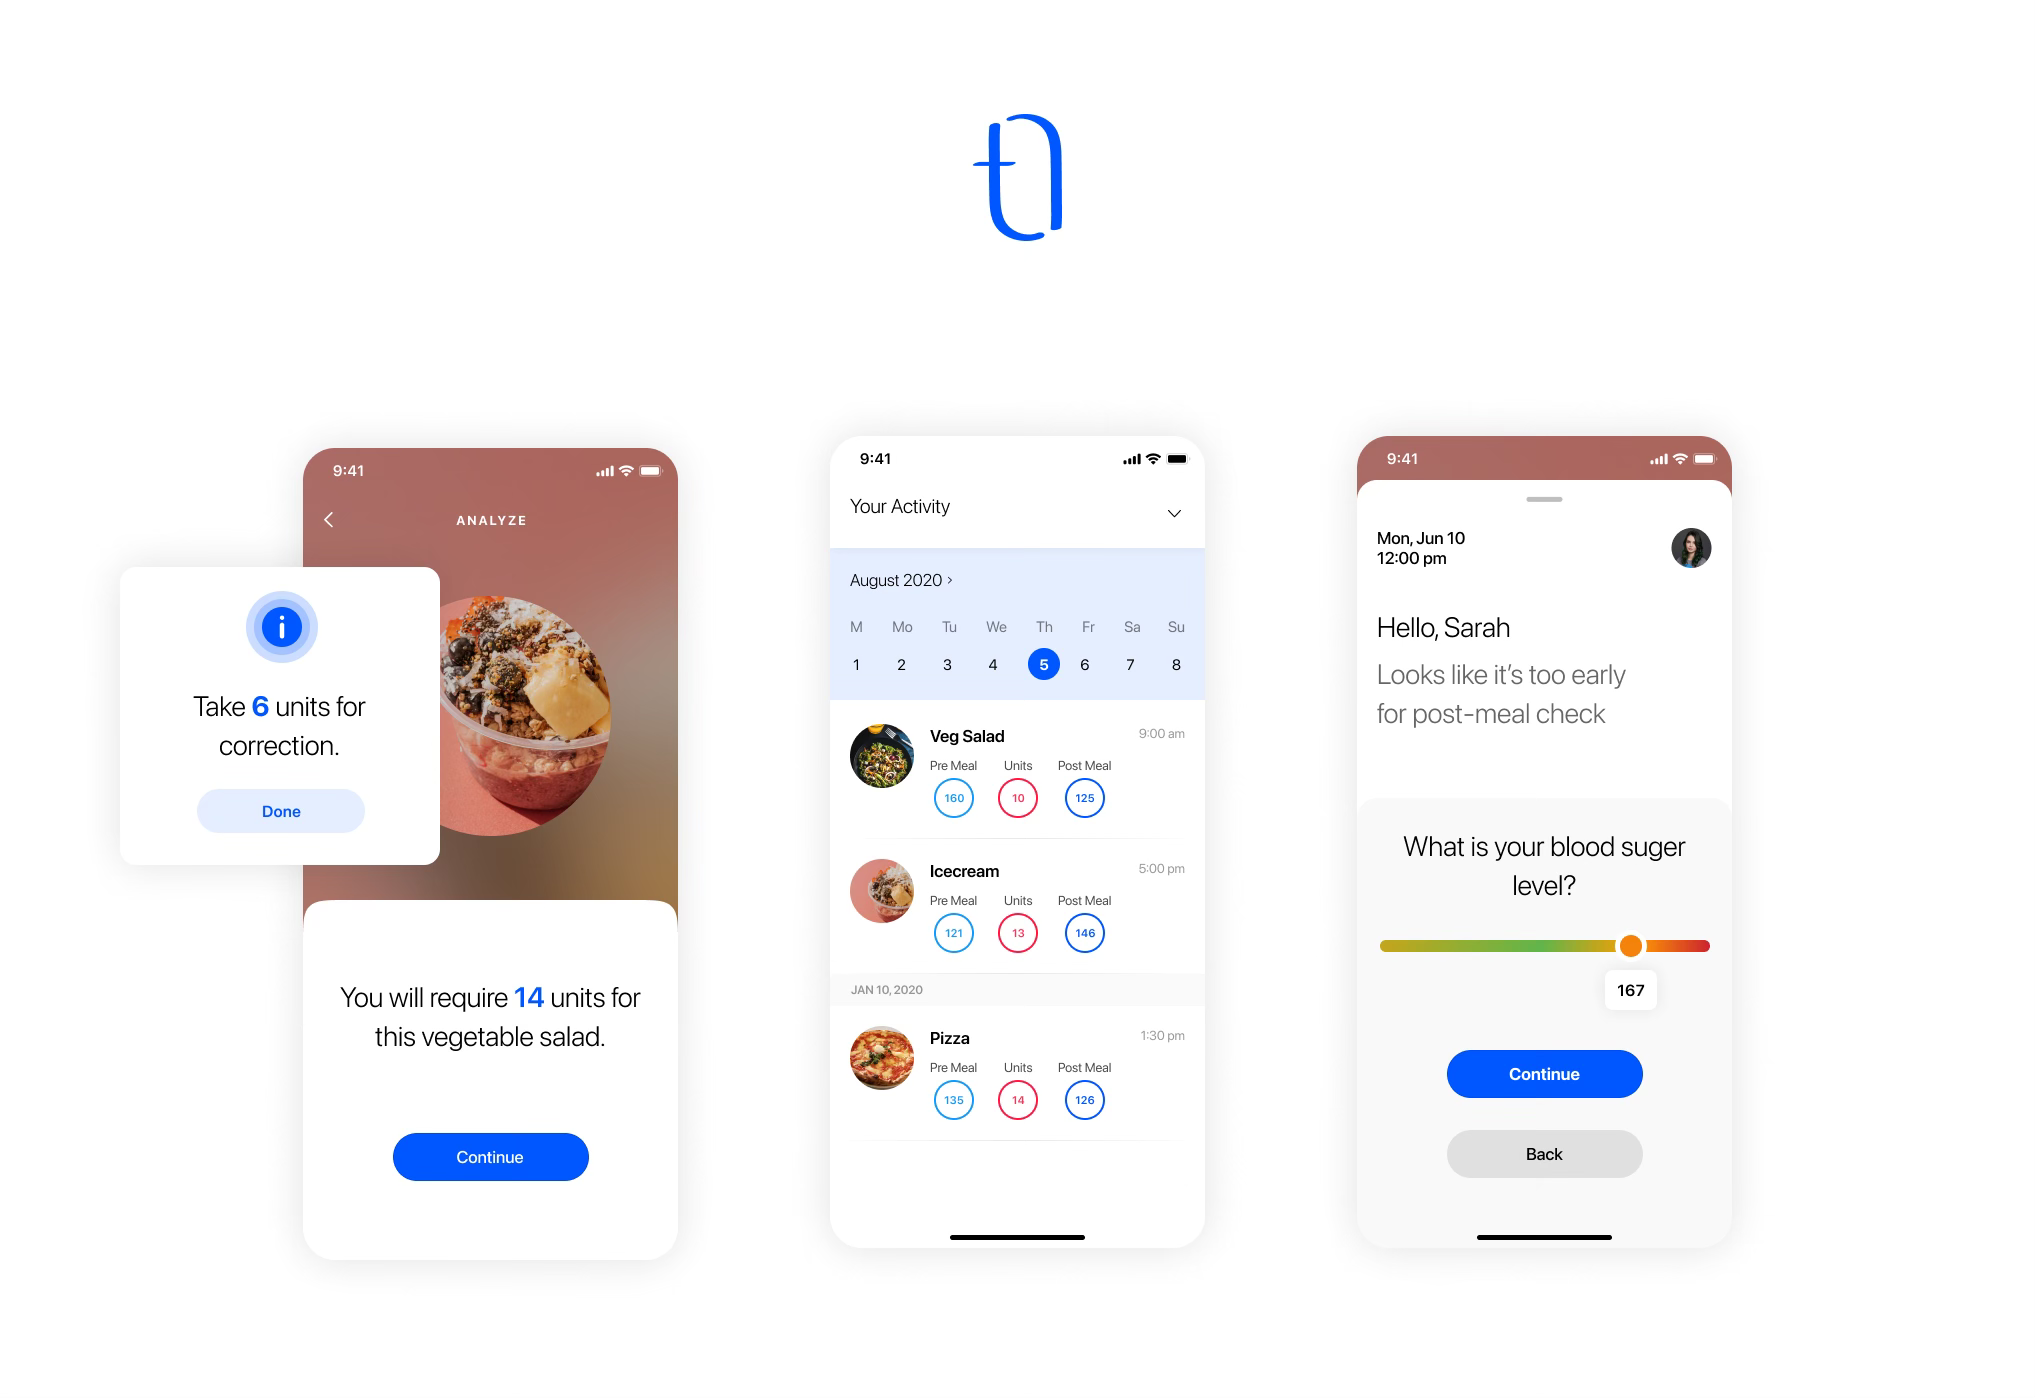 9:41
ANALYZE
Take 6 units for
correction.
Done
You will require 14 units for
this vegetable salad.
Continue
9:41
Your Activity
August 2020 >
M Mo Tu We Th Fr Sa Su
1 2 3 4 5 6 7 8
Veg Salad 9:00 am
Pre Meal Units Post Meal
160 10 125
Icecream 5:00 pm
Pre Meal Units Post Meal
121 13 146
JAN 10, 2020
Pizza 1:30 pm
Pre Meal Units Post Meal
135 14 126
9:41
Mon, Jun 10
12:00 pm
Hello, Sarah
Looks like it’s too early
for post-meal check
What is your blood suger
level?
167
Continue
Back